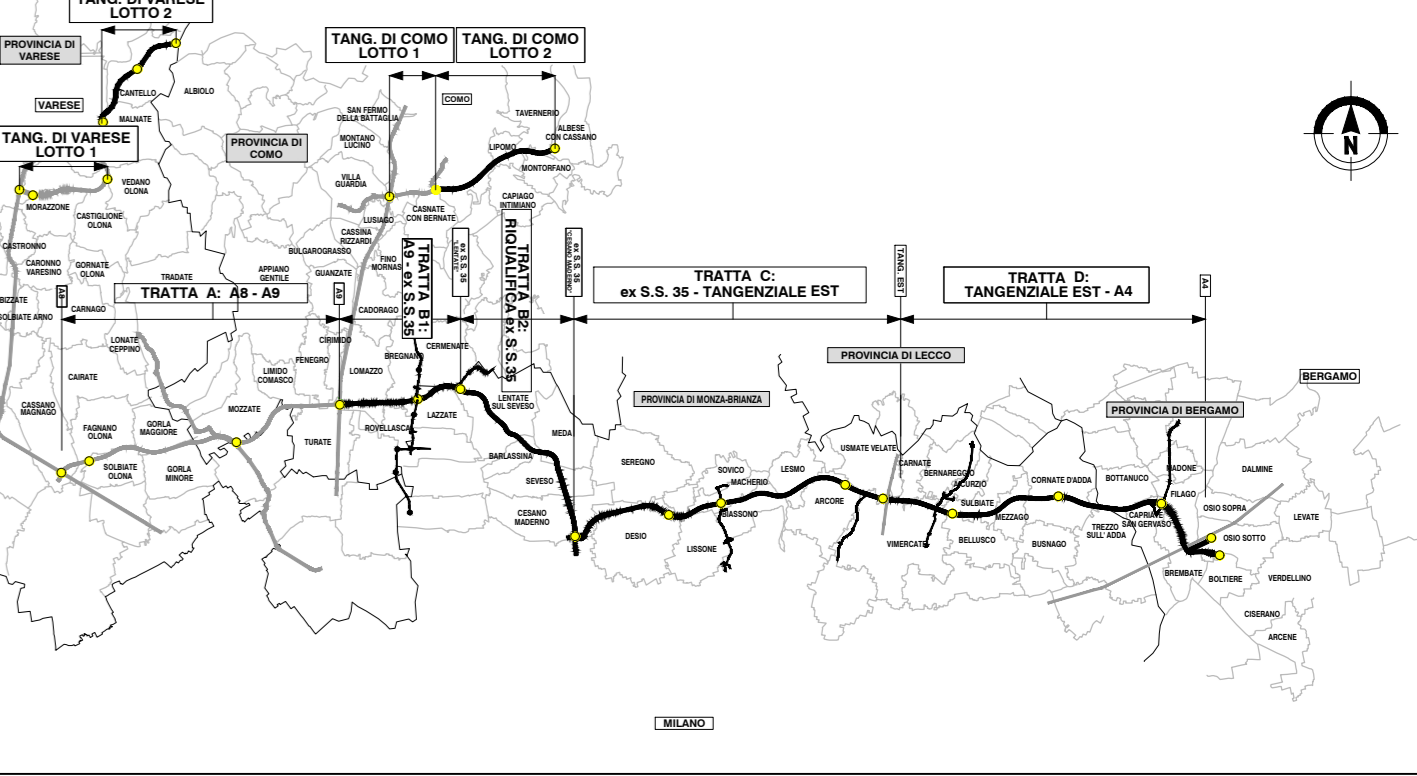 TANG. DI VARESE
LOTTO 2
PROVINCIA DI
VARESE
TANG. DI COMO
LOTTO 1
TANG. DI COMO
LOTTO 2
CANTELLO
ALBIOLO
VARESE
MALNATE
COMO
SAN FERMO
DELLA BATTAGLIA
TAVERNERIO
ALBESE
CON CASSANO
N
TANG. DI VARESE
LOTTO 1
PROVINCIA DI
COMO
MONTANO
LUCINO
LIPOMO
MONTORFANO
VILLA
GUARDIA
VEDANO
OLONA
MORAZZONE
CASTIGLIONE
OLONA
LUSIAGO
CASNATE
CON BERNATE
CAPIAGO
INTIMIANO
CASSINA
RIZZARDI
CASTRONNO
BULGAROGRASSO
CARONNO
VARESINO
GORNATE
OLONA
TRADATE
APPIANO
GENTILE
GUANZATE
FINO
MORNAS
TRATTA B1:
A9 - ex S.S.35
ex S.S. 35
"LENTATE"
TRATTA B2:
RIQUALIFICA ex S.S.35
ex S.S. 35
"CESANO MADERNO"
TRATTA C:
ex S.S. 35 - TANGENZIALE EST
TANG. EST
TRATTA D:
TANGENZIALE EST - A4
A4
A8
TRATTA A: A8 - A9
A9
BIZZATE
SOLBIATE ARNO
CARNAGO
CADORAGO
LONATE
CEPPINO
CIRIMIDO
FENEGRO
BREGNANO
CERMENATE
PROVINCIA DI LECCO
CAIRATE
LIMIDO
COMASCO
LOMAZZO
BERGAMO
CASSANO
MAGNAGO
MOZZATE
LAZZATE
LENTATE
SUL SEVESO
PROVINCIA DI MONZA-BRIANZA
PROVINCIA DI BERGAMO
FAGNANO
OLONA
GORLA
MAGGIORE
ROVELLASCA
TURATE
MEDA
BARLASSINA
SEREGNO
SOVICO
MACHERIO
LESMO
USMATE VELATE
CARNATE
BERNAREGGIO
SOLBIATE
OLONA
GORLA
MINORE
SEVESO
CORNATE D'ADDA
BOTTANUCO
MADONE
DALMINE
ARCORE
SULBIATE
FILAGO
CESANO
MADERNO
BIASSONO
MEZZAGO
CAPRIATE
SAN GERVASO
OSIO SOPRA
LEVATE
DESIO
LISSONE
VIMERCATE
BELLUSCO
BUSNAGO
TREZZO
SULL' ADDA
OSIO SOTTO
BREMBATE
BOLTIERE
VERDELLINO
CISERANO
ARCENE
MILANO